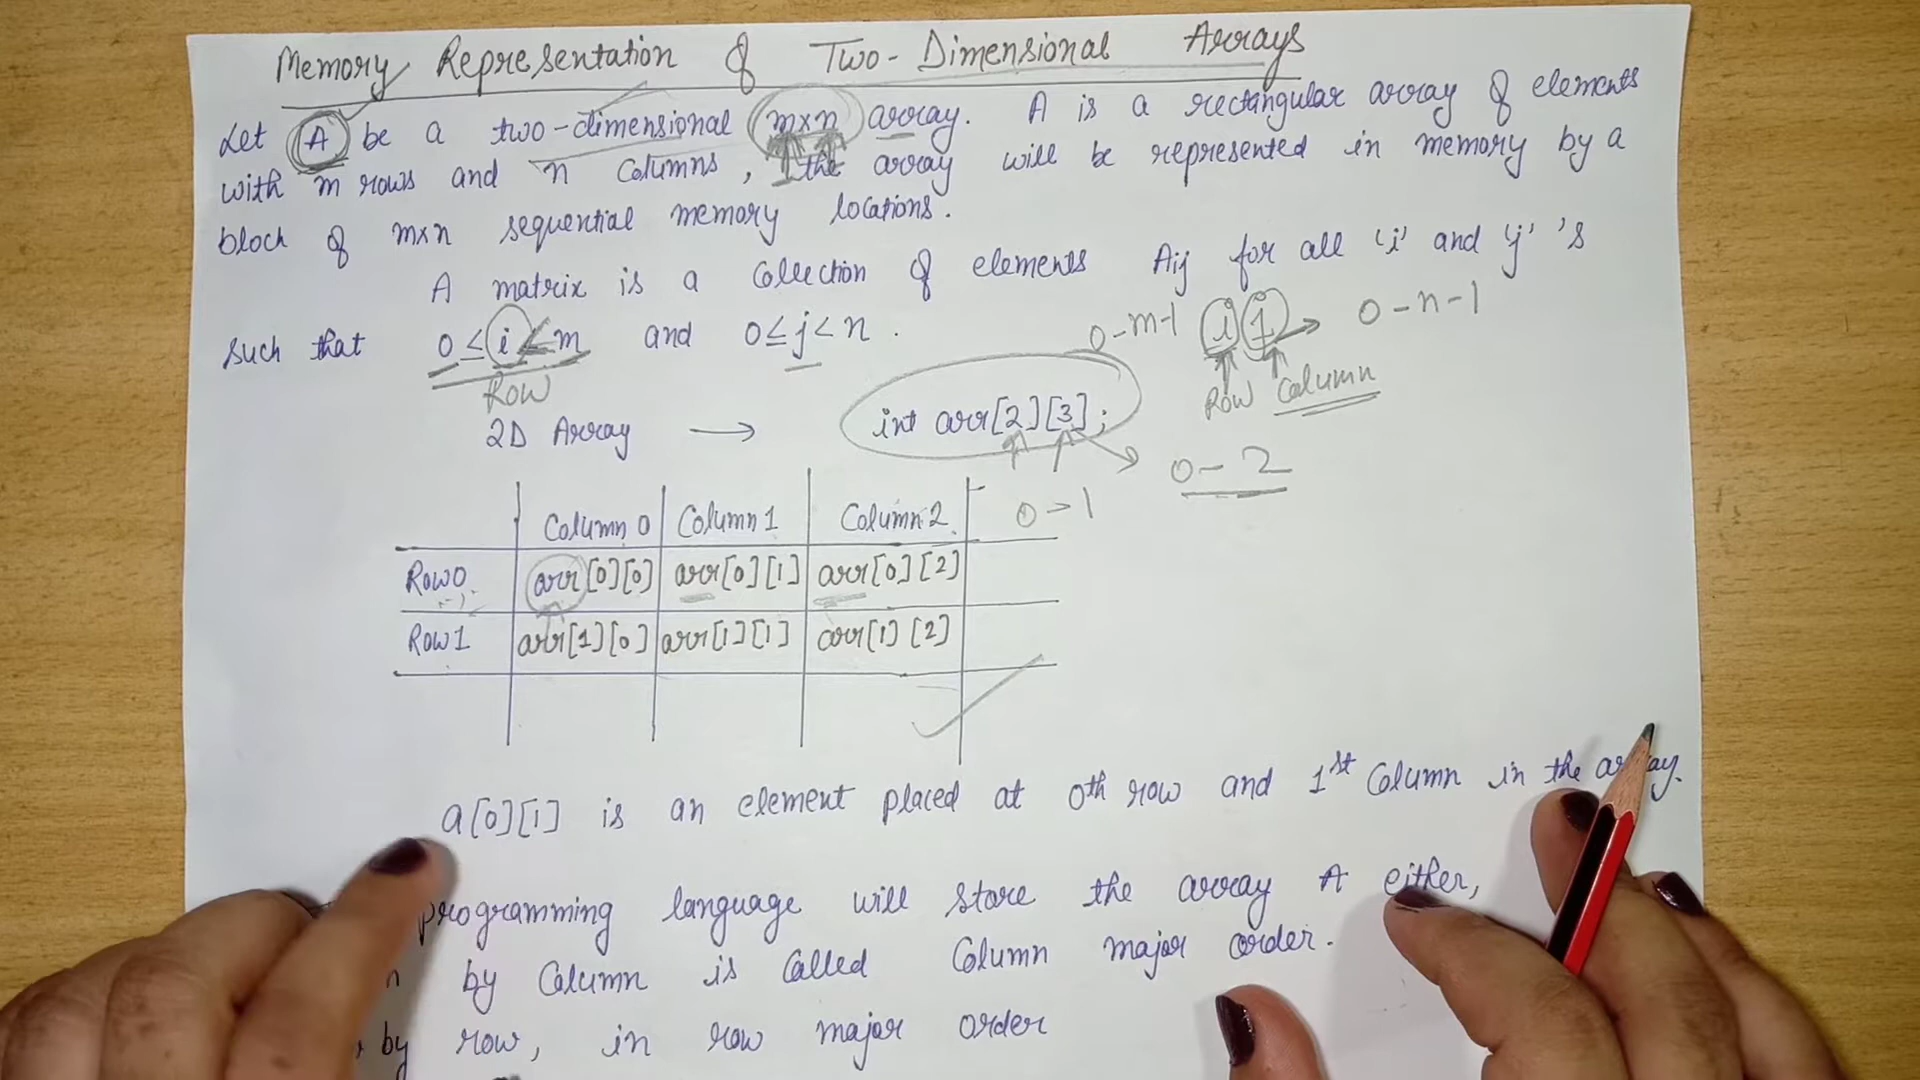 Memory Representation Of Two-Dimensional Arrays
Let A be a two-dimensional m×n array. A is a rectangular array Of elements
with m rows and n Columns, the array will be represented in memory by a
block Of m×n sequential memory locations.
A matrix is a Collection Of elements Aij for all 'i' and 'j' 's
such that 0≤i<m and 0≤j<n.
0-m-1 i j → 0-n-1
Row
Row Column
2D Array → int arr[2][3];
0-2
0-1
Column 0 Column 1 Column 2
Row0 arr[0][0] arr[0][1] arr[0][2]
Row1 arr[1][0] arr[1][1] arr[1][2]
a[0][1] is an element placed at 0th row and 1st Column in the array.
programming language will store the array A either,
by Column is Called Column major order.
by row, in row major order